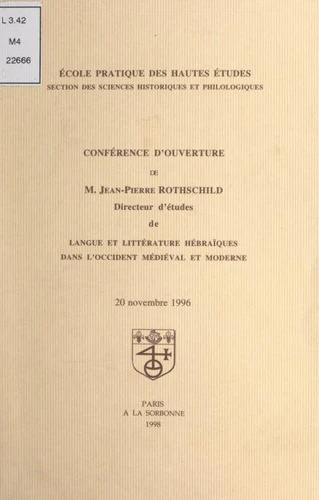 L 3.42
M4
22666
ÉCOLE PRATIQUE DES HAUTES ÉTUDES
SECTION DES SCIENCES HISTORIQUES ET PHILOLOGIQUES
CONFÉRENCE D'OUVERTURE
DE
M. JEAN-PIERRE ROTHSCHILD
Directeur d'études
de
LANGUE ET LITTÉRATURE HÉBRAÏQUES
DANS L'OCCIDENT MÉDIÉVAL ET MODERNE
20 novembre 1996
PARIS
A LA SORBONNE
1998